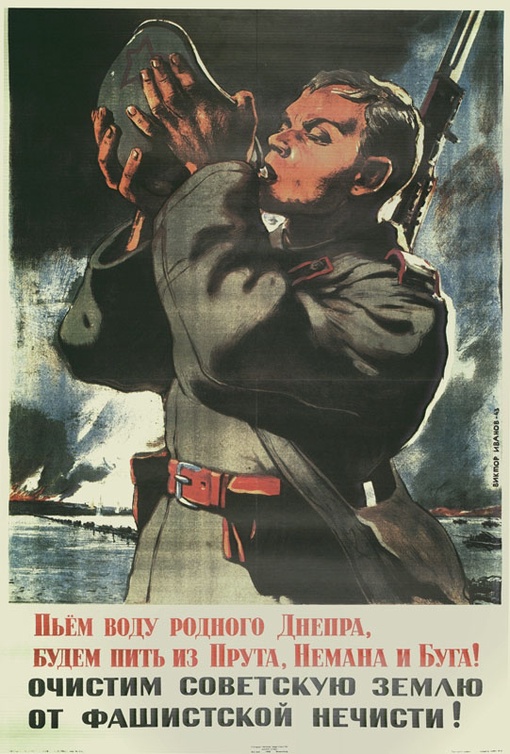 ВИКТОР ИВАНОВ-43
Пьём воду родного Днепра,
будем пить из Прута, Немана и Буга!
ОЧИСТИМ СОВЕТСКУЮ ЗЕМЛЮ
ОТ ФАШИСТСКОЙ НЕЧИСТИ!